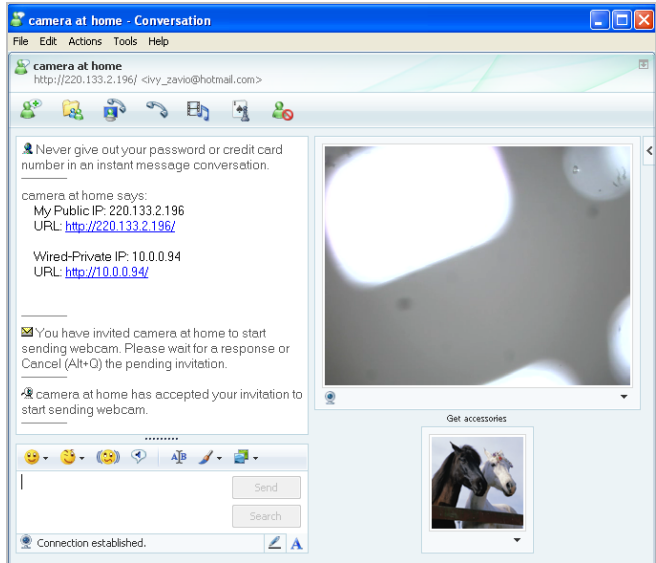 camera at home - Conversation
File Edit Actions Tools Help
camera at home
http://220.133.2.196/ <ivy_zavio@hotmail.com>
Never give out your password or credit card
number in an instant message conversation.
camera at home says:
My Public IP: 220.133.2.196
URL: http://220.133.2.196/
Wired-Private IP: 10.0.0.94
URL: http://10.0.0.94/
You have invited camera at home to start
sending webcam. Please wait for a response or
Cancel (Alt+Q) the pending invitation.
camera at home has accepted your invitation to
start sending webcam.
Get accessories
AB
Send
Search
Connection established.
A